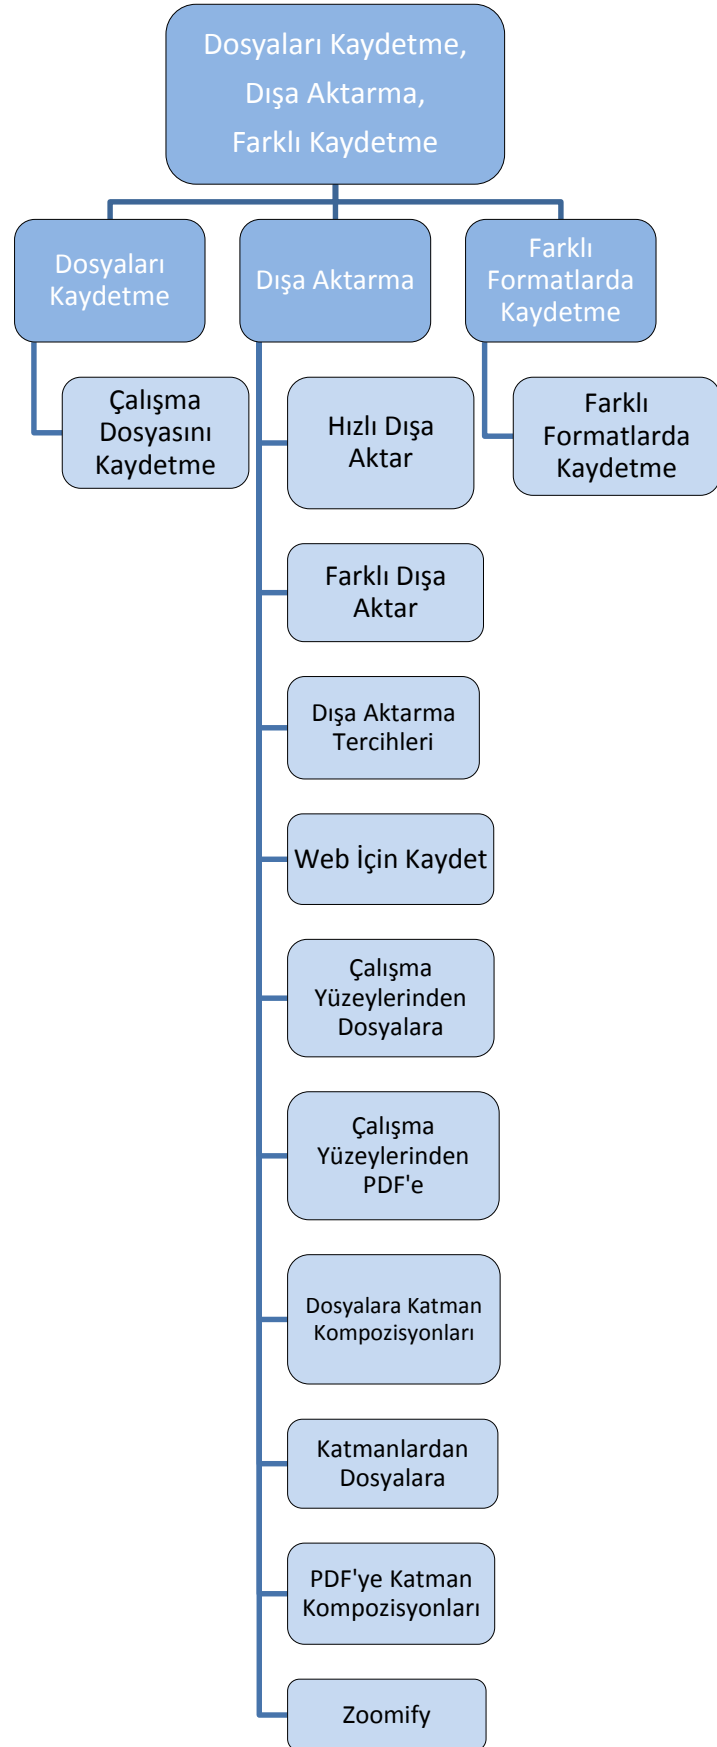 Dosyaları Kaydetme,
Dışa Aktarma,
Farklı Kaydetme
Dosyaları
Kaydetme
Dışa Aktarma
Farklı
Formatlarda
Kaydetme
Çalışma
Dosyasını
Kaydetme
Hızlı Dışa
Aktar
Farklı Dışa
Aktar
Dışa Aktarma
Tercihleri
Web İçin Kaydet
Çalışma
Yüzeylerinden
Dosyalara
Çalışma
Yüzeylerinden
PDF'e
Dosyalara Katman
Kompozisyonları
Katmanlardan
Dosyalara
PDF'ye Katman
Kompozisyonları
Zoomify
Farklı
Formatlarda
Kaydetme